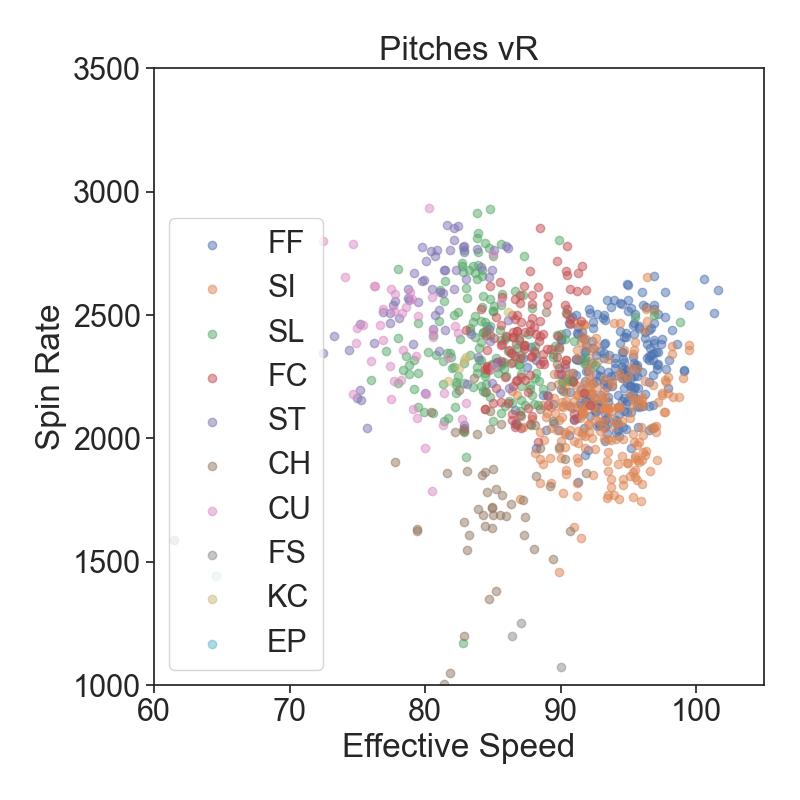 Pitches vR
3500
3000
2500
2000
1500
1000
Spin Rate
FF
SI
SL
FC
ST
CH
CU
FS
KC
EP
60 70 80 90 100
Effective Speed